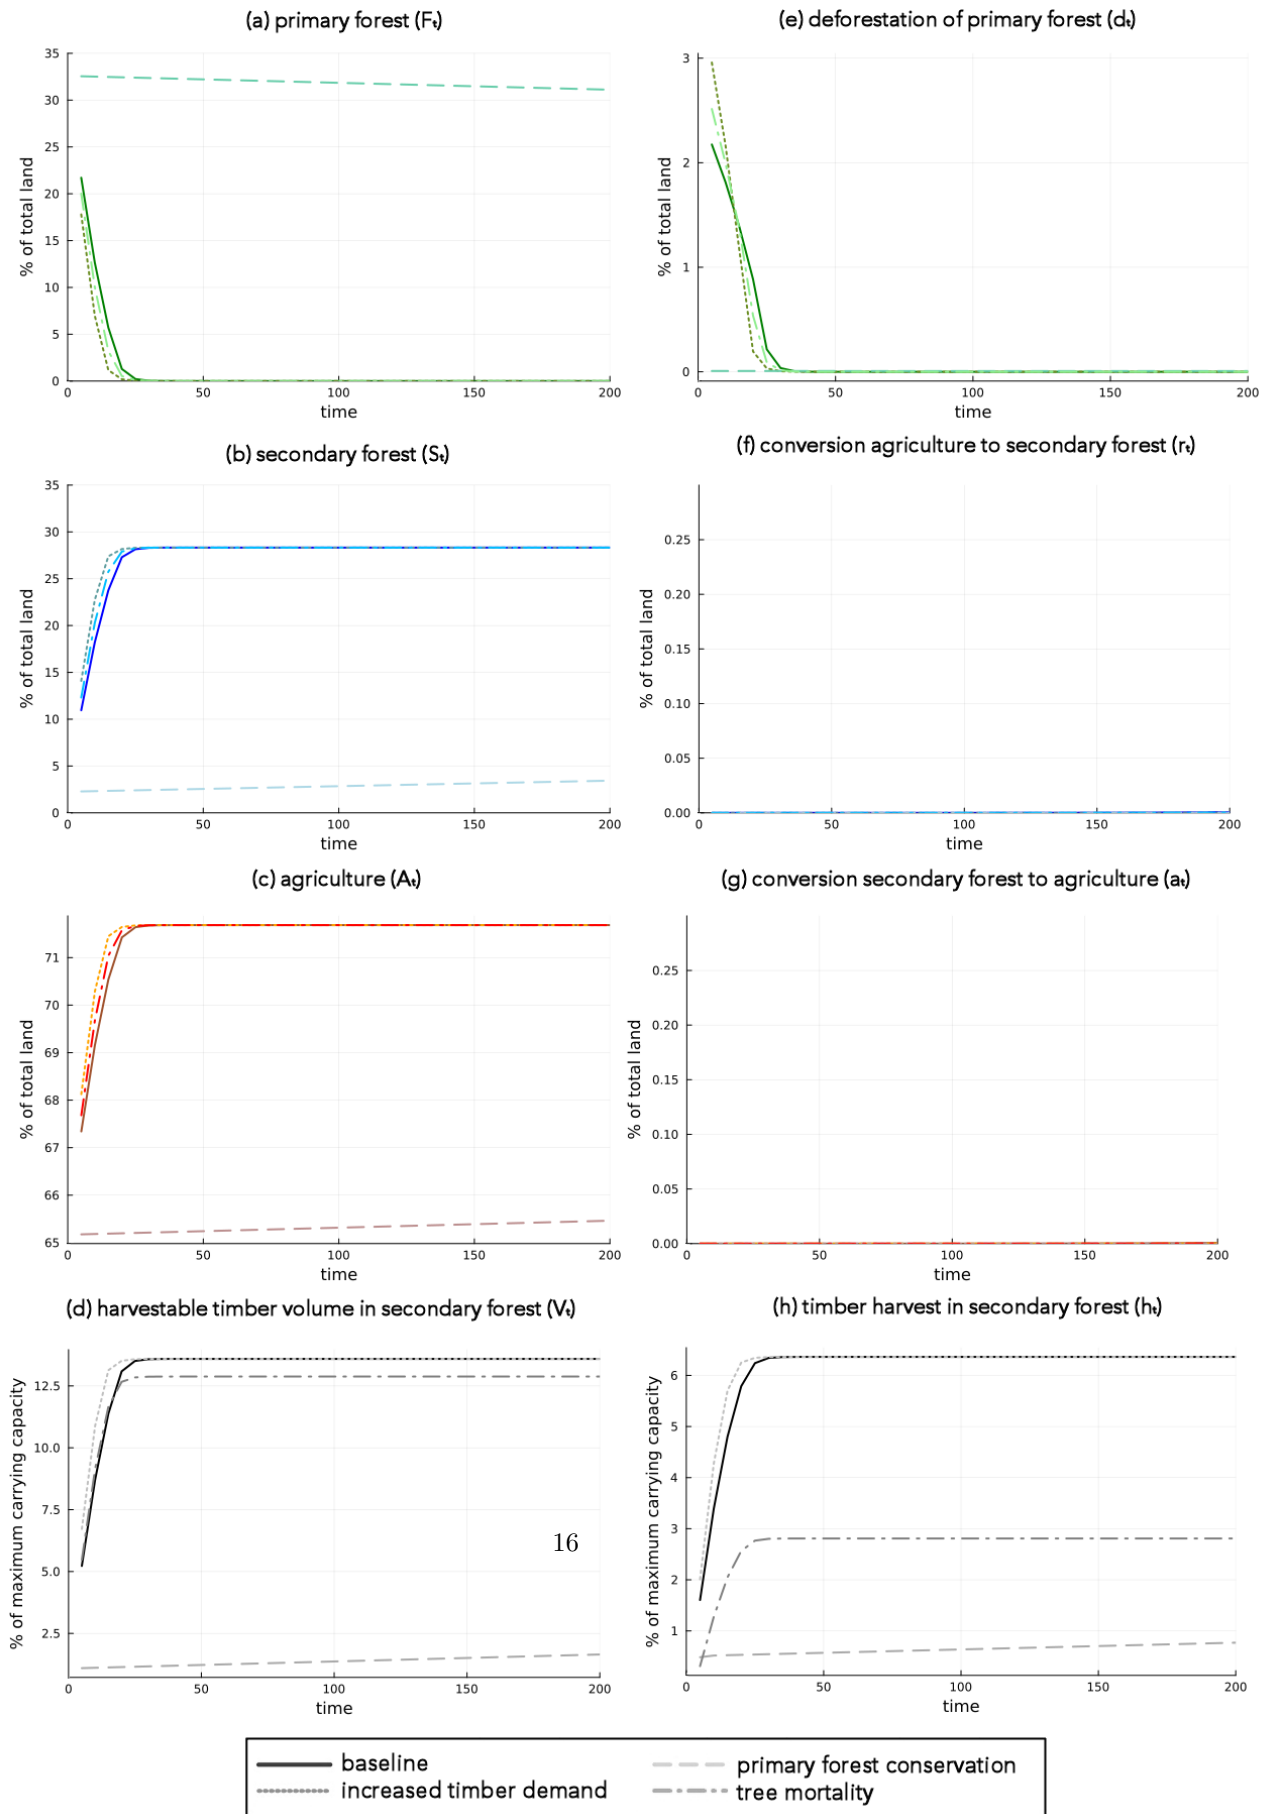 (a) primary forest (Fₜ)
% of total land
35
30
25
20
15
10
5
0
0 50 100 150 200
time
(e) deforestation of primary forest (dₜ)
% of total land
3
2
1
0
0 50 100 150 200
time
(b) secondary forest (Sₜ)
% of total land
35
30
25
20
15
10
5
0
0 50 100 150 200
time
(f) conversion agriculture to secondary forest (rₜ)
% of total land
0.25
0.20
0.15
0.10
0.05
0.00
0 50 100 150 200
time
(c) agriculture (Aₜ)
% of total land
71
70
69
68
67
66
65
0 50 100 150 200
time
(g) conversion secondary forest to agriculture (aₜ)
% of total land
0.25
0.20
0.15
0.10
0.05
0.00
0 50 100 150 200
time
(d) harvestable timber volume in secondary forest (Vₜ)
% of maximum carrying capacity
12.5
10.0
7.5
5.0
2.5
0 50 100 150 200
time
16
(h) timber harvest in secondary forest (hₜ)
% of maximum carrying capacity
6
5
4
3
2
1
0 50 100 150 200
time
baseline
primary forest conservation
increased timber demand
tree mortality